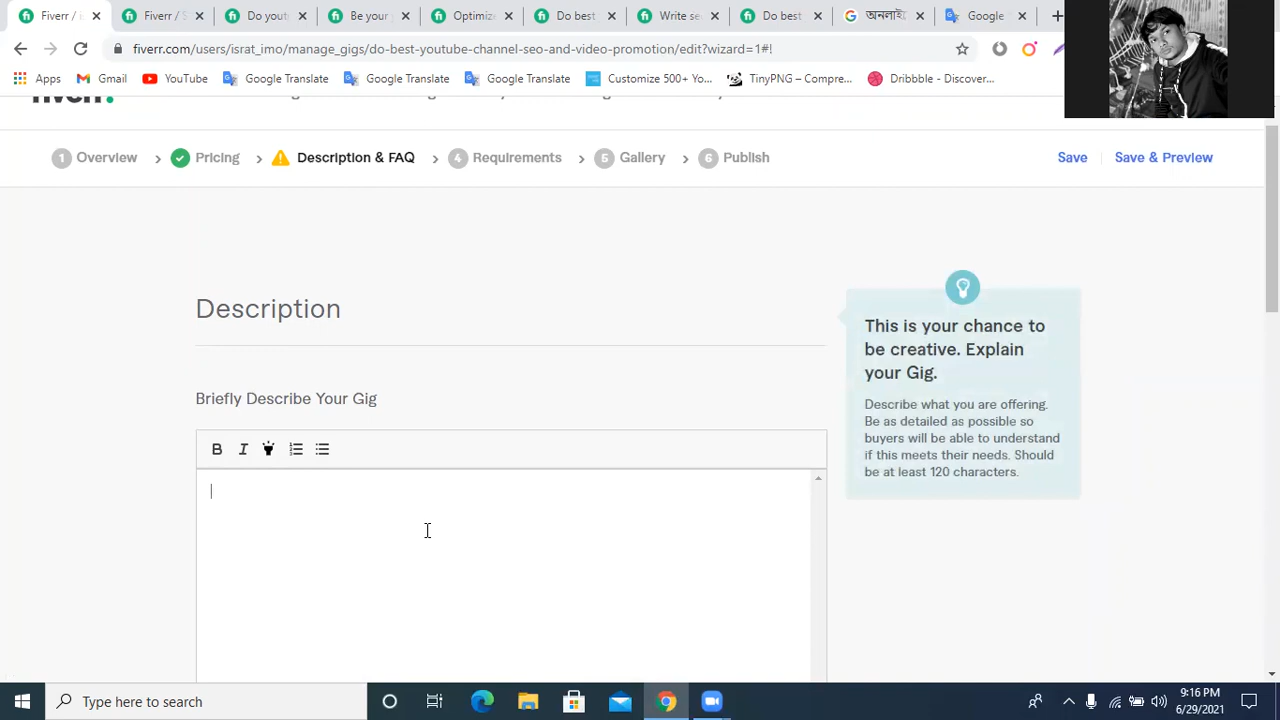 Fiverr / i
Fiverr / S
Do yout
Be your
Optimiz
Do best
Write se
Do best
অনলাই
Google
fiverr.com/users/israt_imo/manage_gigs/do-best-youtube-channel-seo-and-video-promotion/edit?wizard=1#!
Apps
Gmail
YouTube
Google Translate
Google Translate
Google Translate
Customize 500+ Yo...
TinyPNG – Compre...
Dribbble - Discover...
1 Overview
Pricing
Description & FAQ
4 Requirements
5 Gallery
6 Publish
Save
Save & Preview
Description
This is your chance to
be creative. Explain
your Gig.
Describe what you are offering.
Be as detailed as possible so
buyers will be able to understand
if this meets their needs. Should
be at least 120 characters.
Briefly Describe Your Gig
B I
Type here to search
9:16 PM
6/29/2021